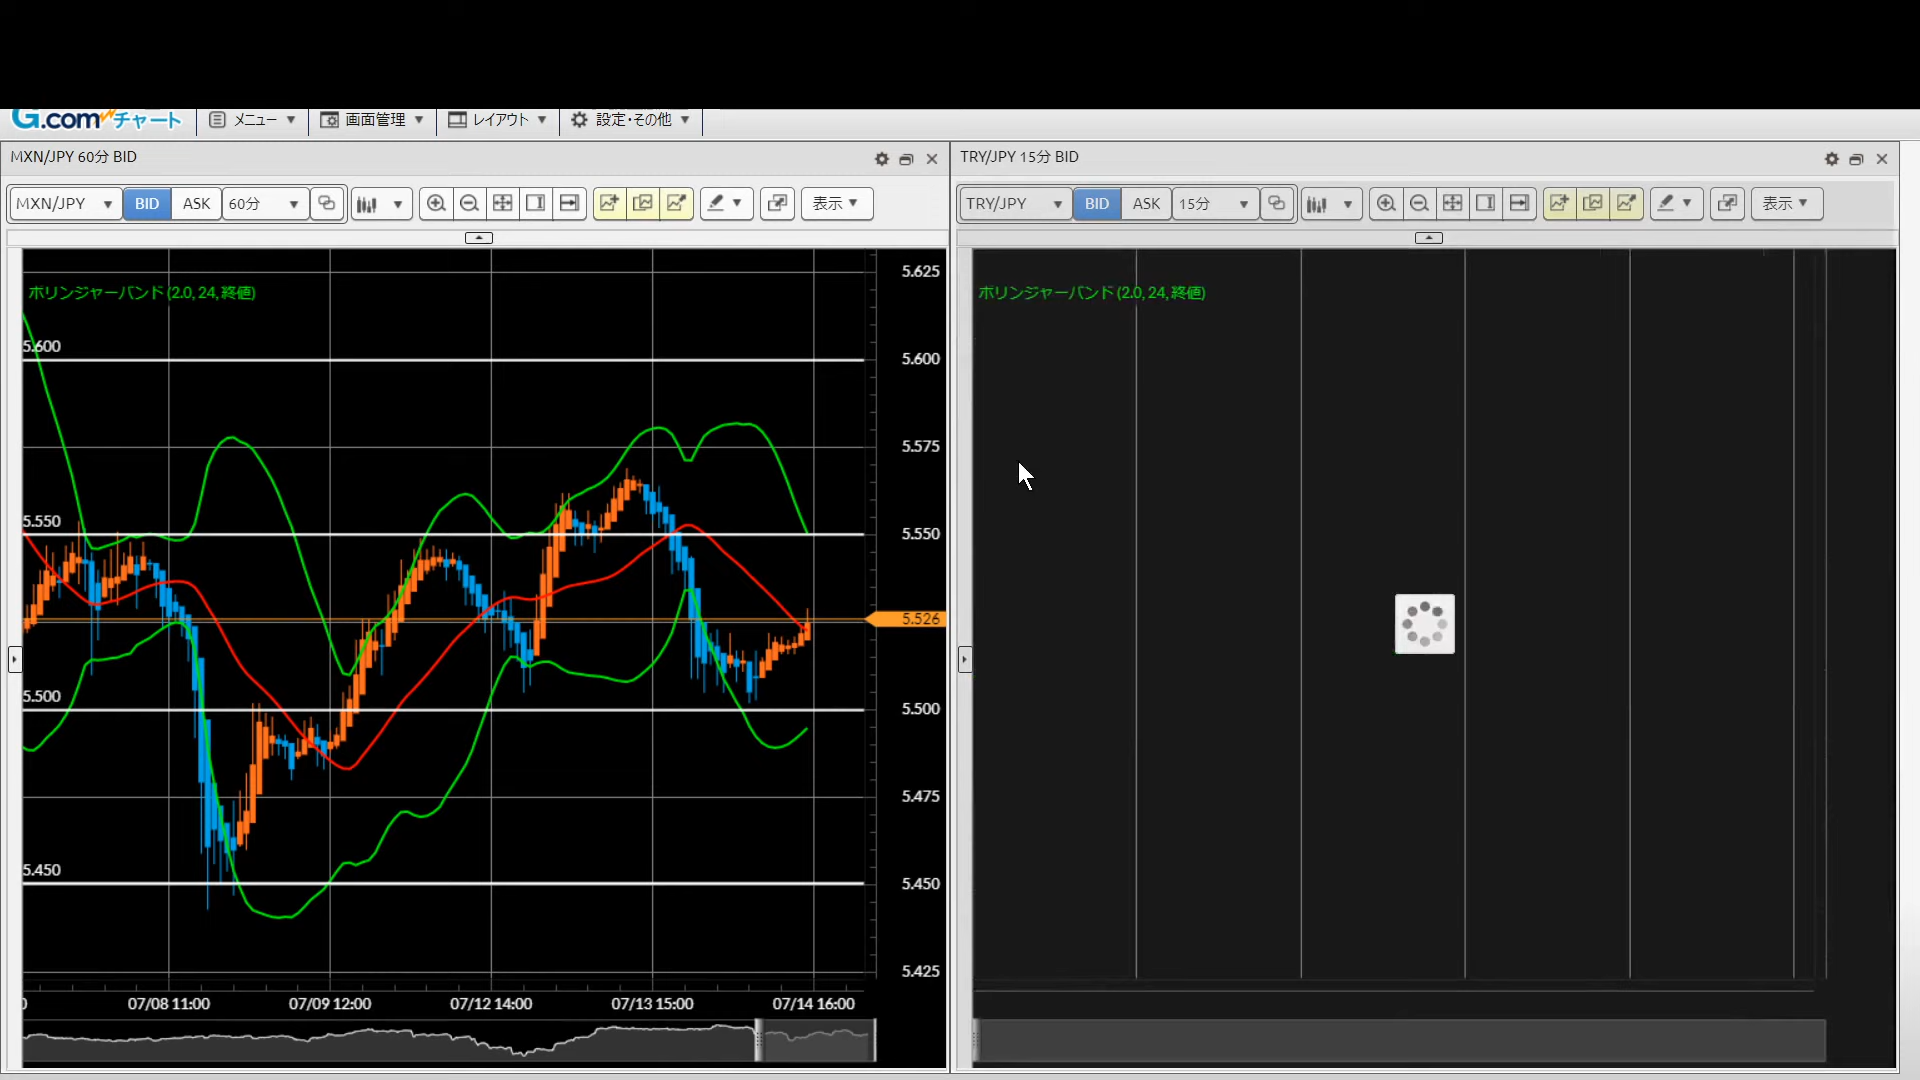 G.comチャート メニュー 画面管理 レイアウト 設定・その他
MXN/JPY 60分 BID
MXN/JPY BID ASK 60分 表示
ボリンジャーバンド (2.0, 24, 終値)
5.600
5.550
5.500
5.450
5.625
5.600
5.575
5.550
5.526
5.500
5.475
5.450
5.425
07/08 11:00 07/09 12:00 07/12 14:00 07/13 15:00 07/14 16:00
TRY/JPY 15分 BID
TRY/JPY BID ASK 15分 表示
ボリンジャーバンド (2.0, 24, 終値)